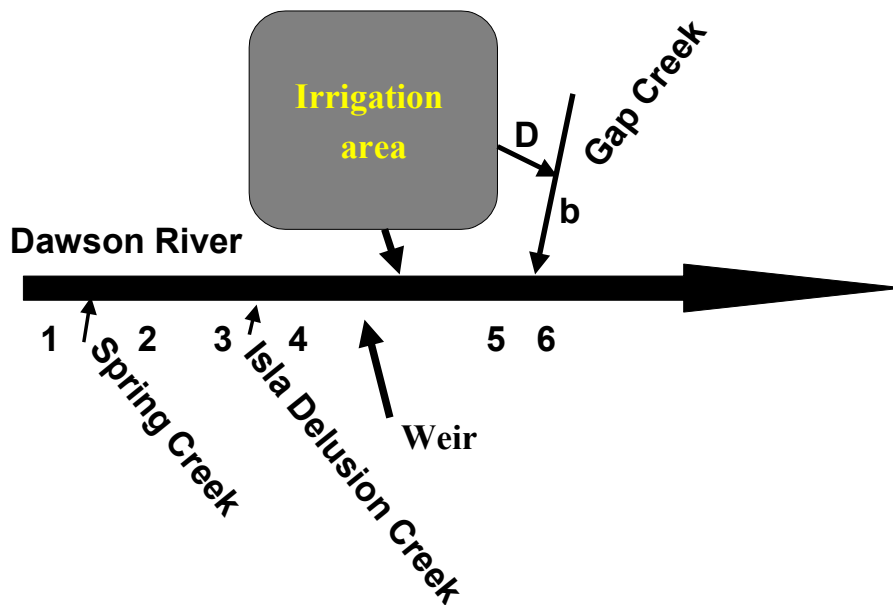 Irrigation
area
D
Gap Creek
b
Dawson River
1
2
3
4
5
6
Spring Creek
Isla Delusion Creek
Weir